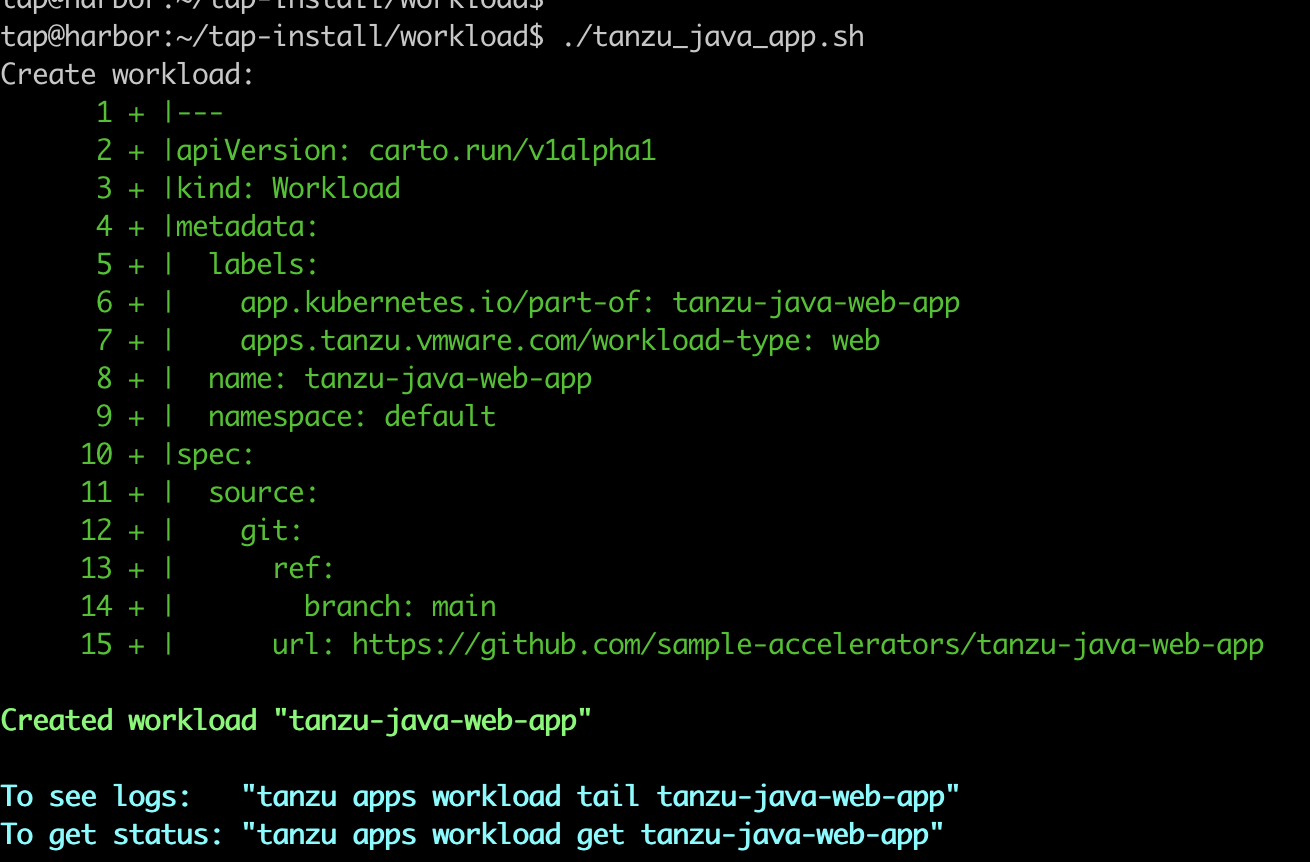 tap@harbor:~/tap-install/workload$
tap@harbor:~/tap-install/workload$ ./tanzu_java_app.sh
Create workload:
      1 + |---
      2 + |apiVersion: carto.run/v1alpha1
      3 + |kind: Workload
      4 + |metadata:
      5 + |  labels:
      6 + |    app.kubernetes.io/part-of: tanzu-java-web-app
      7 + |    apps.tanzu.vmware.com/workload-type: web
      8 + |  name: tanzu-java-web-app
      9 + |  namespace: default
     10 + |spec:
     11 + |  source:
     12 + |    git:
     13 + |      ref:
     14 + |        branch: main
     15 + |      url: https://github.com/sample-accelerators/tanzu-java-web-app
Created workload "tanzu-java-web-app"
To see logs:   "tanzu apps workload tail tanzu-java-web-app"
To get status: "tanzu apps workload get tanzu-java-web-app"